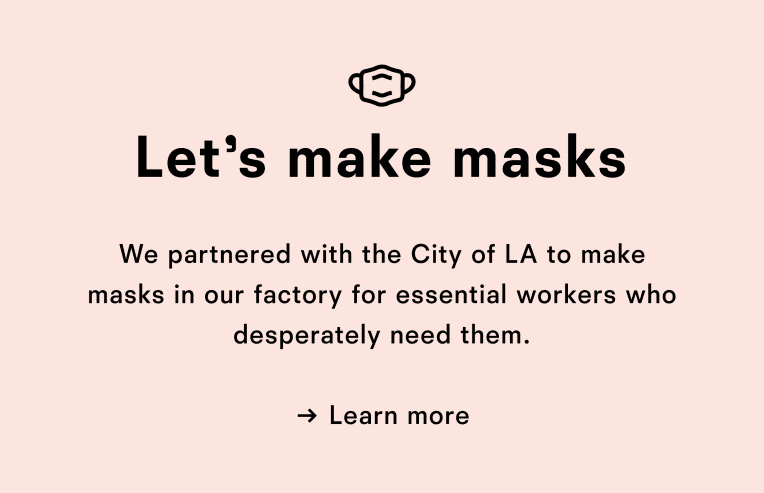 Let’s make masks
We partnered with the City of LA to make
masks in our factory for essential workers who
desperately need them.
→ Learn more